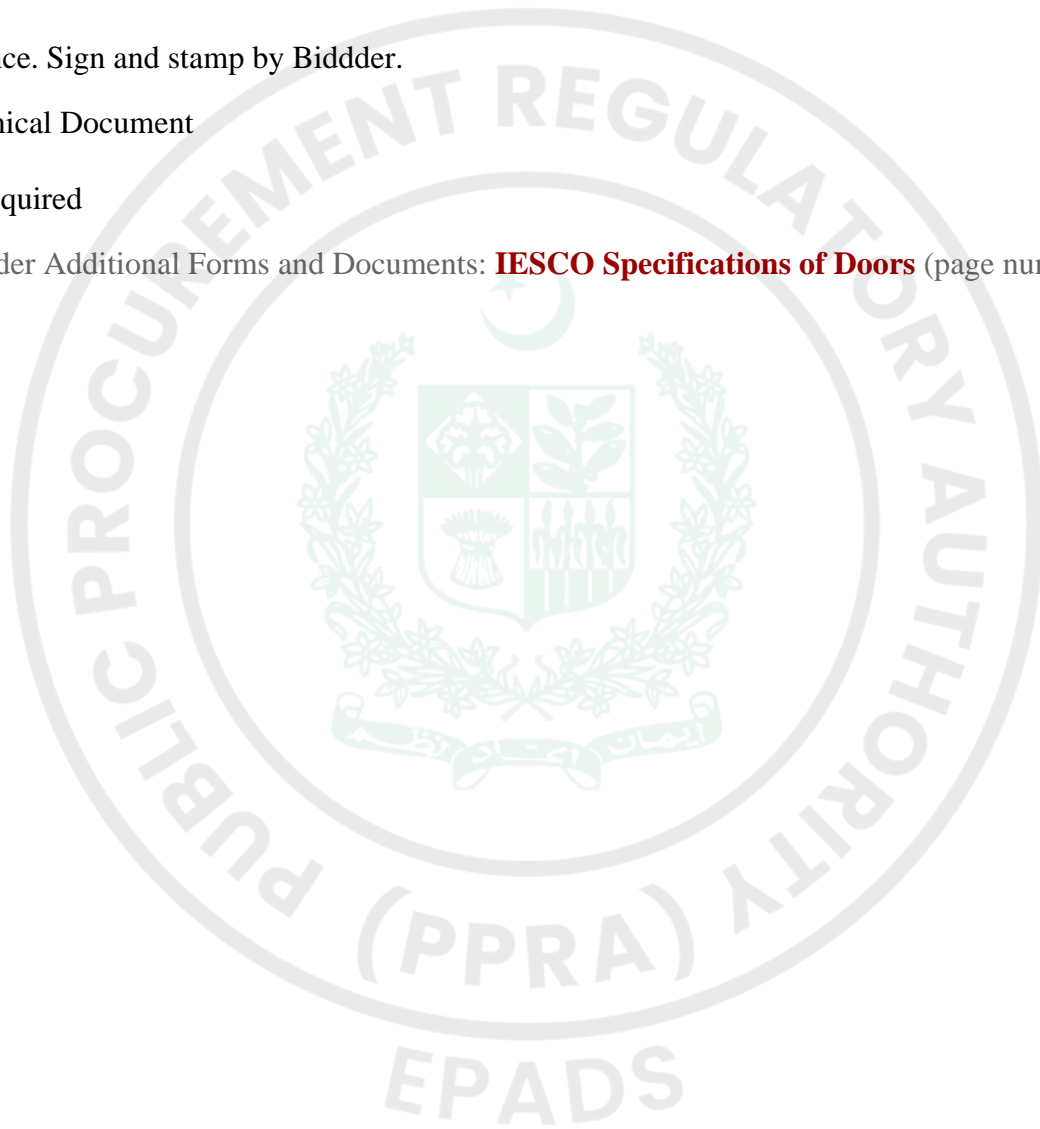 nce. Sign and stamp by Biddder.
nical Document
quired
der Additional Forms and Documents: IESCO Specifications of Doors (page nu
PUBLIC PROCUREMENT REGULATORY AUTHORITY
(PPRA)
EPADS